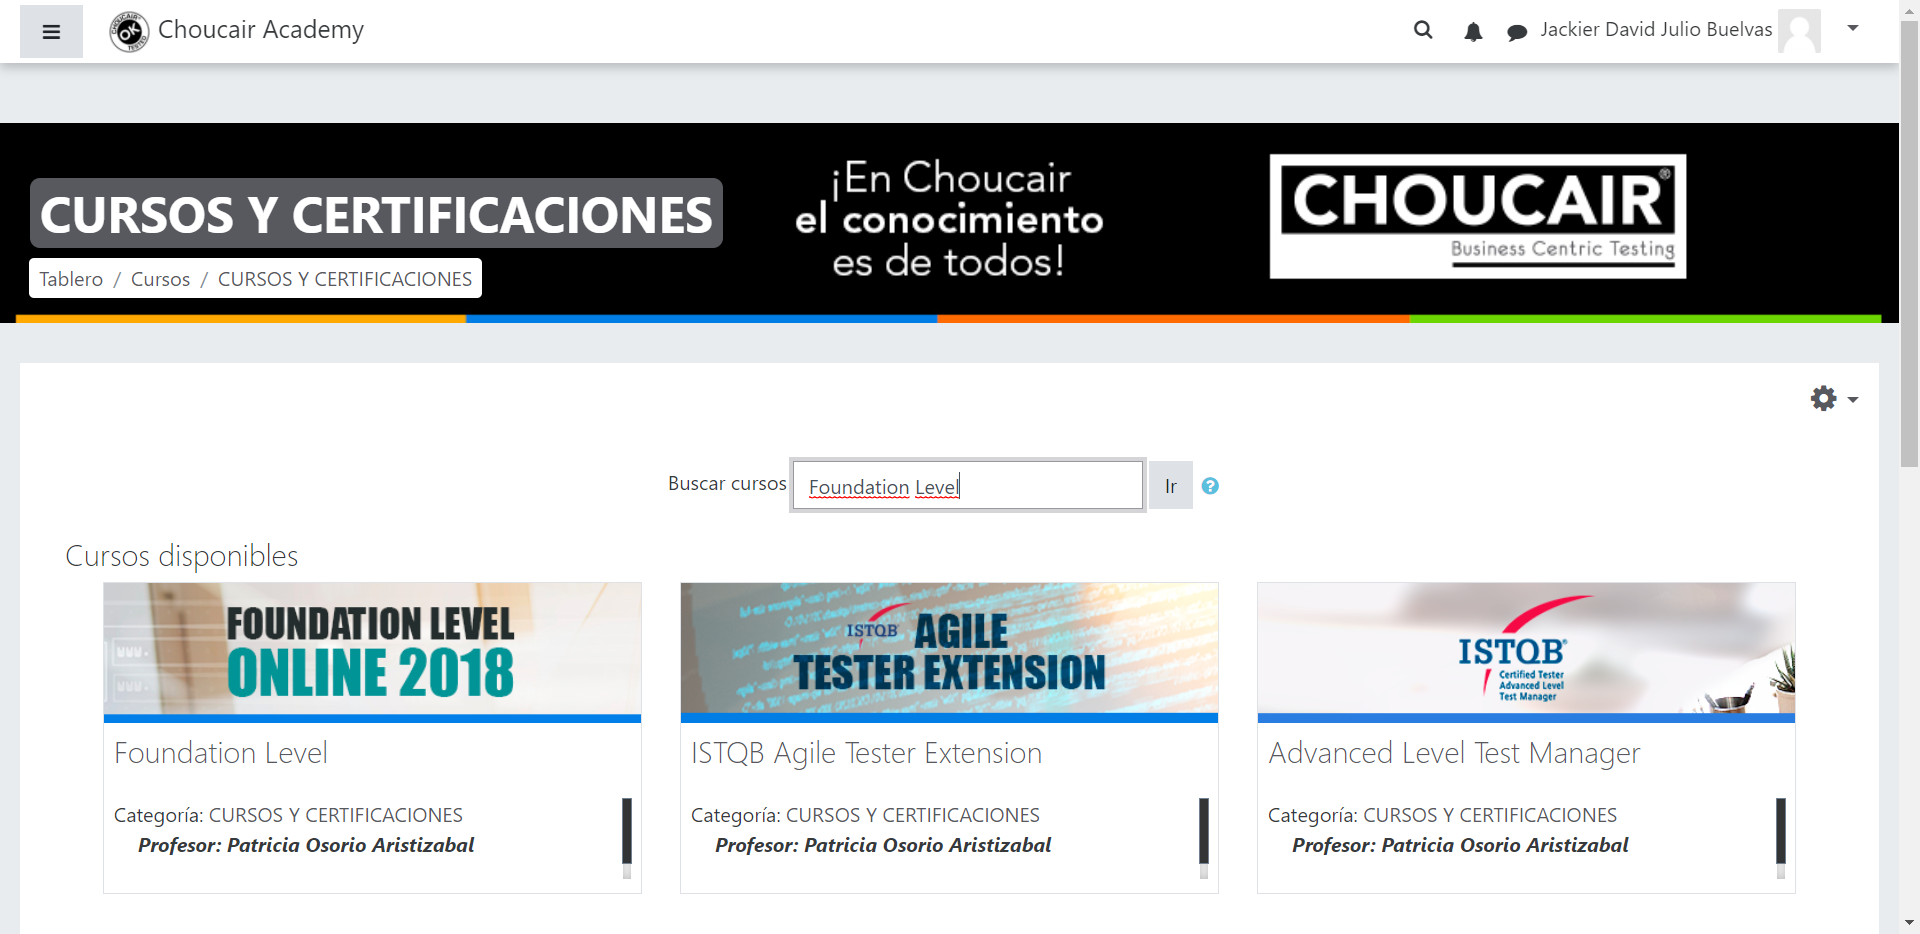 Choucair Academy
Jackier David Julio Buelvas
CURSOS Y CERTIFICACIONES
Tablero / Cursos / CURSOS Y CERTIFICACIONES
¡En Choucair
el conocimiento
es de todos!
CHOUCAIR®
Business Centric Testing
Buscar cursos
Foundation Level
Ir
Cursos disponibles
FOUNDATION LEVEL
ONLINE 2018
Foundation Level
Categoría: CURSOS Y CERTIFICACIONES
Profesor: Patricia Osorio Aristizabal
ISTQB AGILE
TESTER EXTENSION
ISTQB Agile Tester Extension
Categoría: CURSOS Y CERTIFICACIONES
Profesor: Patricia Osorio Aristizabal
ISTQB®
Certified Tester
Advanced Level
Test Manager
Advanced Level Test Manager
Categoría: CURSOS Y CERTIFICACIONES
Profesor: Patricia Osorio Aristizabal